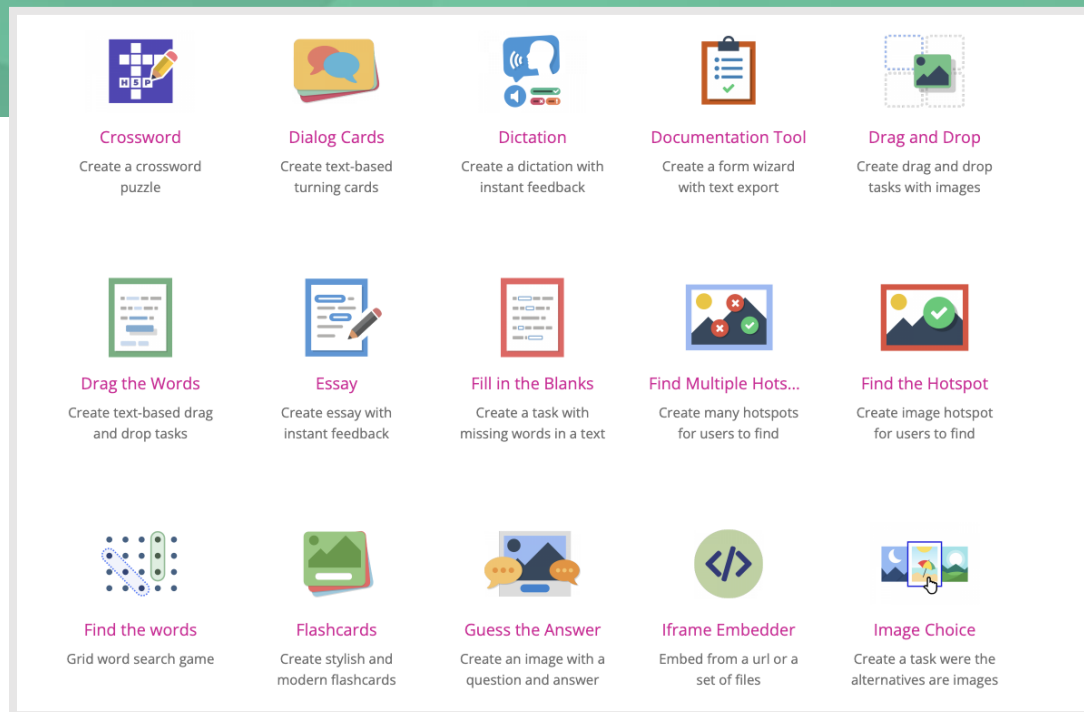 H5P
Crossword
Create a crossword
puzzle
Dialog Cards
Create text-based
turning cards
Dictation
Create a dictation with
instant feedback
Documentation Tool
Create a form wizard
with text export
Drag and Drop
Create drag and drop
tasks with images
Drag the Words
Create text-based drag
and drop tasks
Essay
Create essay with
instant feedback
Fill in the Blanks
Create a task with
missing words in a text
Find Multiple Hots...
Create many hotspots
for users to find
Find the Hotspot
Create image hotspot
for users to find
Find the words
Grid word search game
Flashcards
Create stylish and
modern flashcards
Guess the Answer
Create an image with a
question and answer
Iframe Embedder
Embed from a url or a
set of files
Image Choice
Create a task were the
alternatives are images